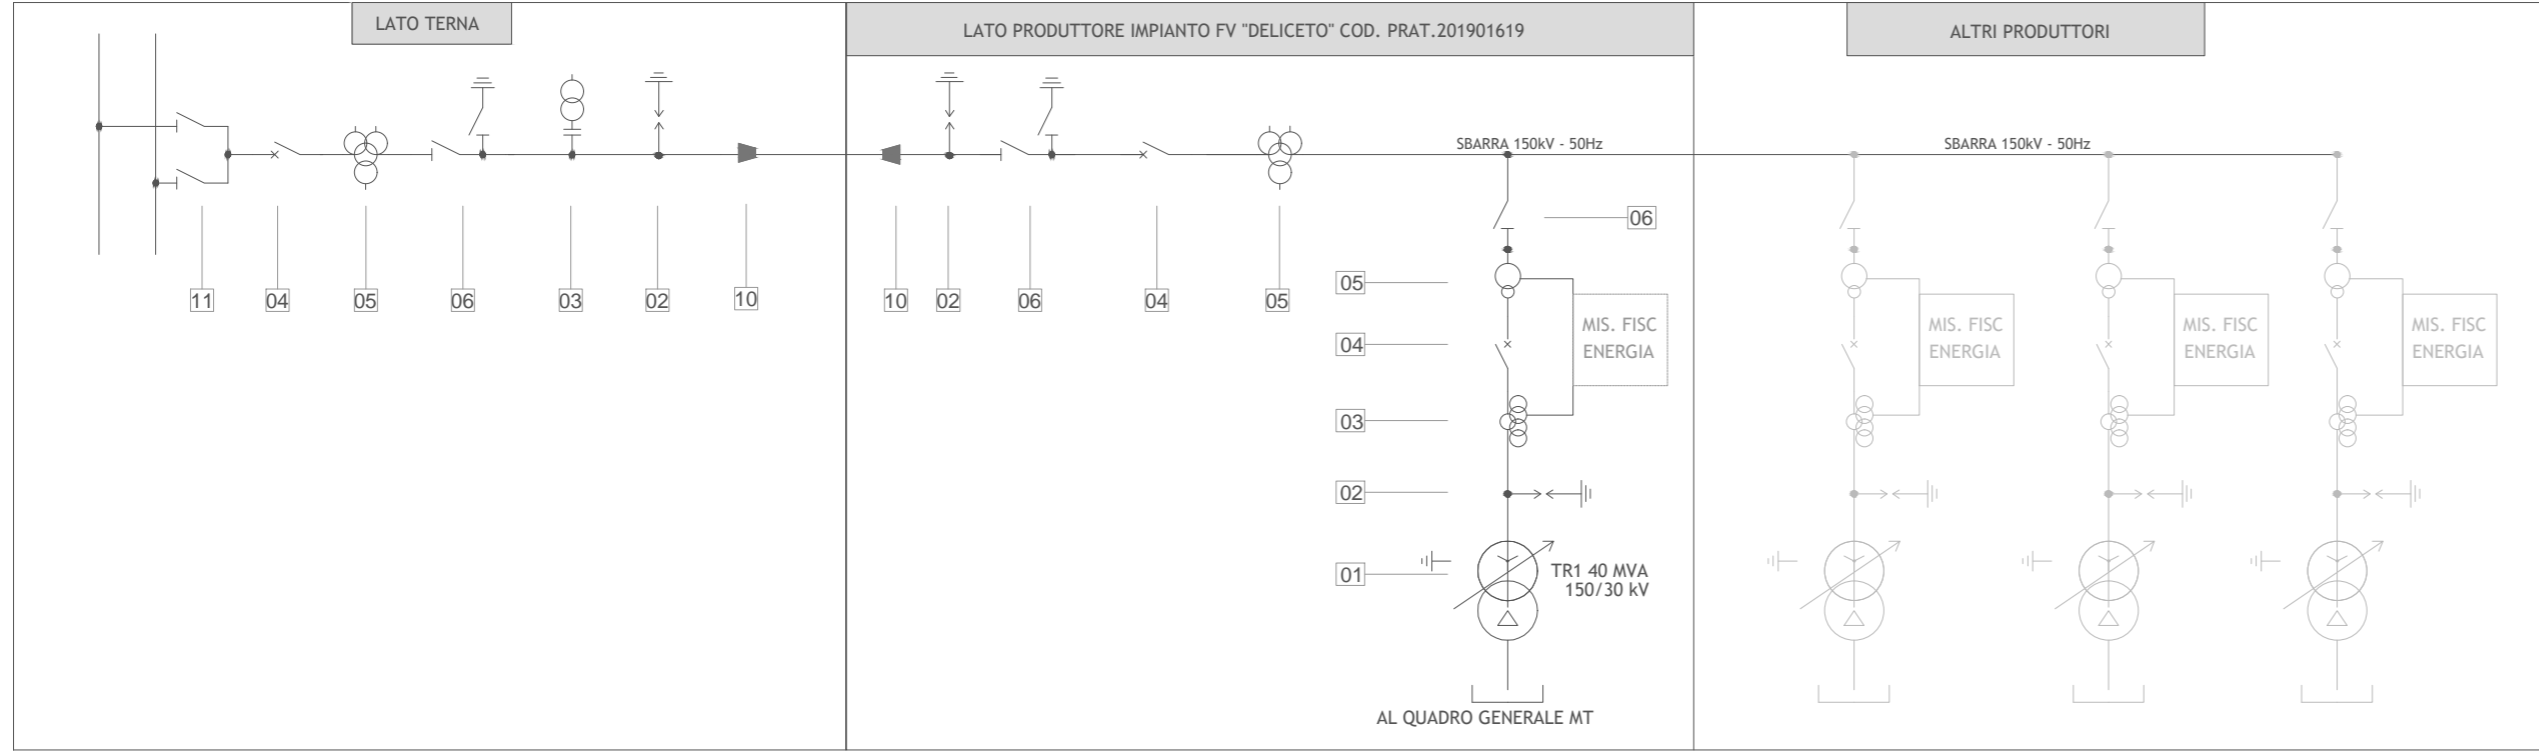 LATO TERNA
LATO PRODUTTORE IMPIANTO FV "DELICETO" COD. PRAT.201901619
ALTRI PRODUTTORI
SBARRA 150kV - 50Hz
SBARRA 150kV - 50Hz
11
04
05
06
03
02
10
10
02
06
04
05
06
05
04
03
02
01
MIS. FISC
ENERGIA
TR1 40 MVA
150/30 kV
AL QUADRO GENERALE MT
MIS. FISC
ENERGIA
MIS. FISC
ENERGIA
MIS. FISC
ENERGIA